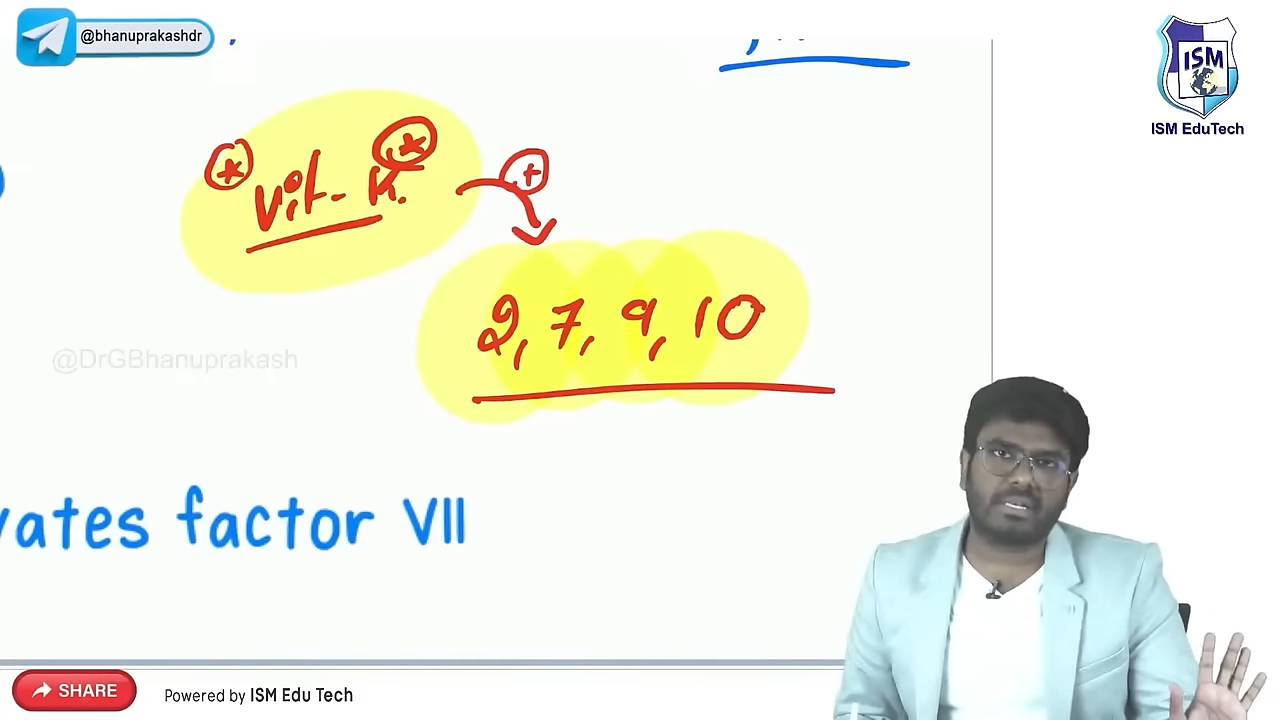 @bhanuprakashdr
ISM
ISM EduTech
Vit-K.
+
2, 7, 9, 10
@DrGBhanuprakash
vates factor VII
SHARE
Powered by ISM Edu Tech